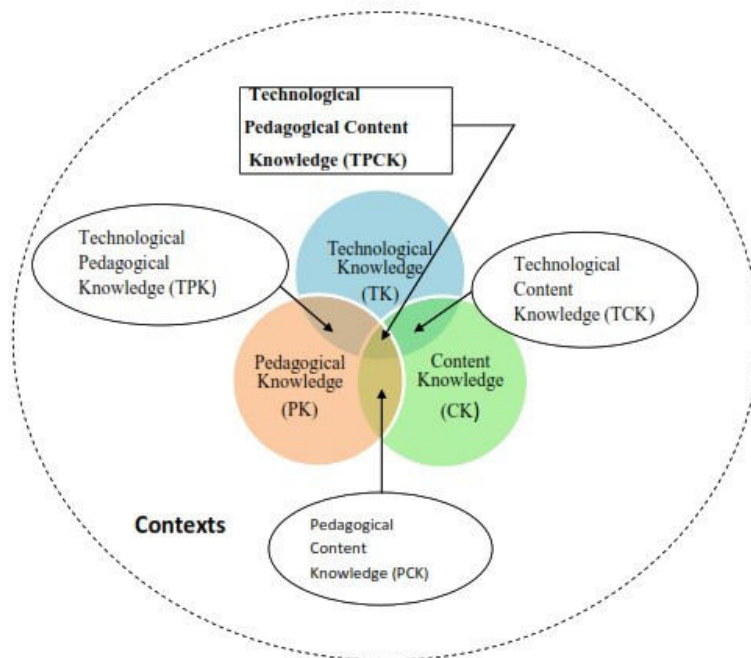 Technological
Pedagogical Content
Knowledge (TPCK)
Technological
Pedagogical
Knowledge (TPK)
Technological
Knowledge
(TK)
Technological
Content
Knowledge (TCK)
Pedagogical
Knowledge
(PK)
Content
Knowledge
(CK)
Contexts
Pedagogical
Content
Knowledge (PCK)